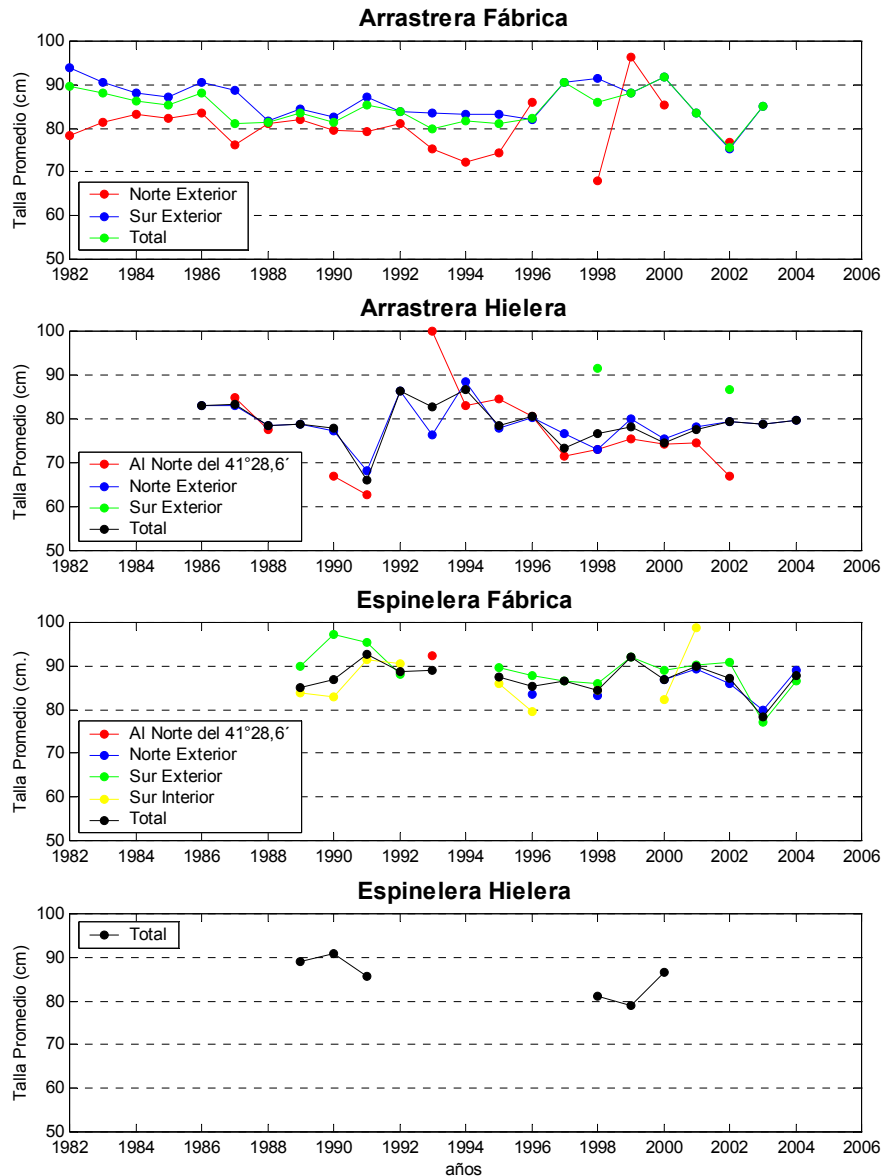 Arrastrera Fábrica
Talla Promedio (cm)
100
90
80
70
60
50
Norte Exterior
Sur Exterior
Total
1982 1984 1986 1988 1990 1992 1994 1996 1998 2000 2002 2004 2006
Arrastrera Hielera
Talla Promedio (cm)
100
90
80
70
60
50
Al Norte del 41°28,6´
Norte Exterior
Sur Exterior
Total
1982 1984 1986 1988 1990 1992 1994 1996 1998 2000 2002 2004 2006
Espinelera Fábrica
Talla Promedio (cm.)
100
90
80
70
60
50
Al Norte del 41°28,6´
Norte Exterior
Sur Exterior
Sur Interior
Total
1982 1984 1986 1988 1990 1992 1994 1996 1998 2000 2002 2004 2006
Espinelera Hielera
Talla Promedio (cm)
100
90
80
70
60
50
Total
1982 1984 1986 1988 1990 1992 1994 1996 1998 2000 2002 2004 2006
años